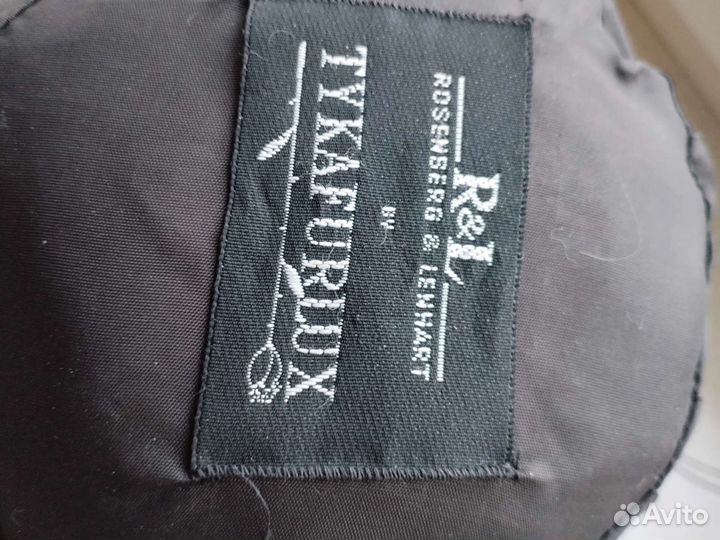 R&L
ROSENBERG & LENHART
BY
TYKAFURLUX
Avito